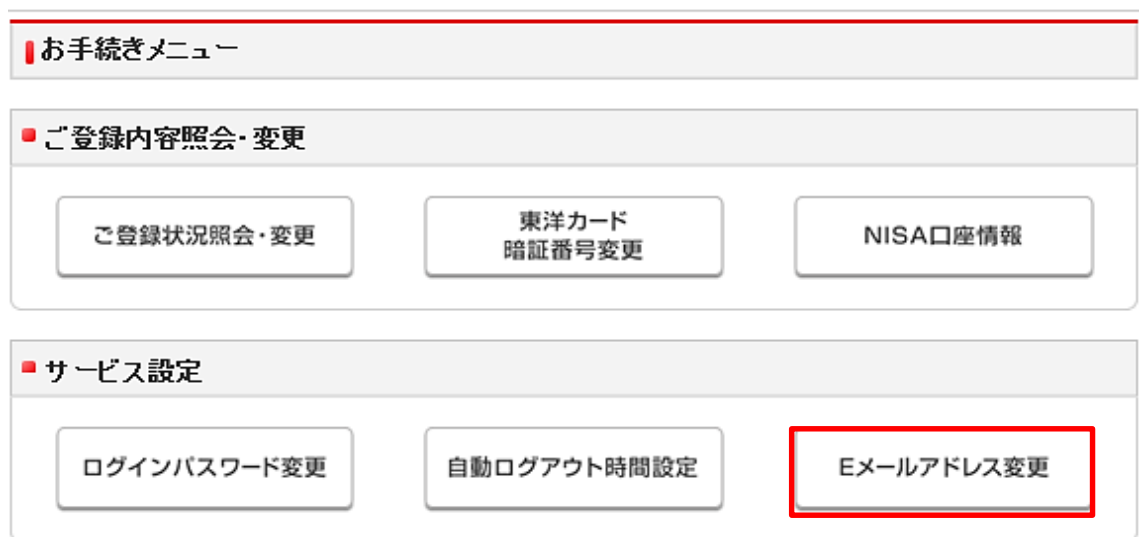 お手続きメニュー
ご登録内容照会・変更
ご登録状況照会・変更
東洋カード
暗証番号変更
NISA口座情報
サービス設定
ログインパスワード変更
自動ログアウト時間設定
Eメールアドレス変更